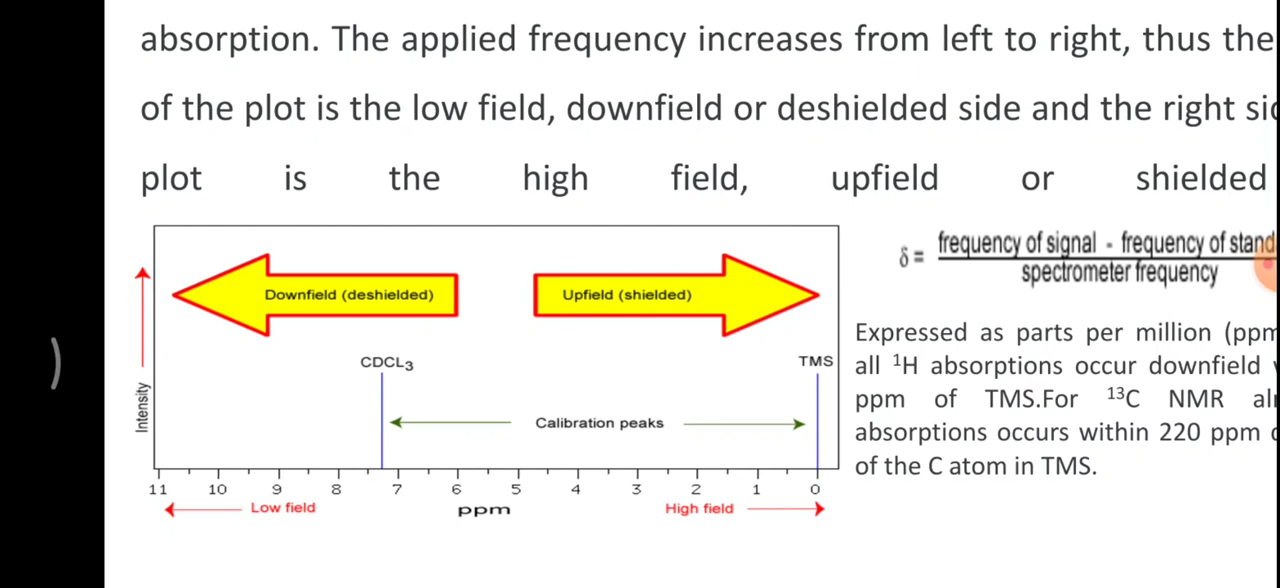 absorption. The applied frequency increases from left to right, thus the
of the plot is the low field, downfield or deshielded side and the right
plot is the high field, upfield or shielded
δ = frequency of signal - frequency of
spectrometer frequency
Downfield (deshielded)
Upfield (shielded)
CDCL₃
TMS
Calibration peaks
Intensity
11 10 9 8 7 6 5 4 3 2 1 0
Low field
ppm
High field
Expressed as parts per million
all ¹H absorptions occur downfield
ppm of TMS.For ¹³C NMR
absorptions occurs within 220 ppm
of the C atom in TMS.